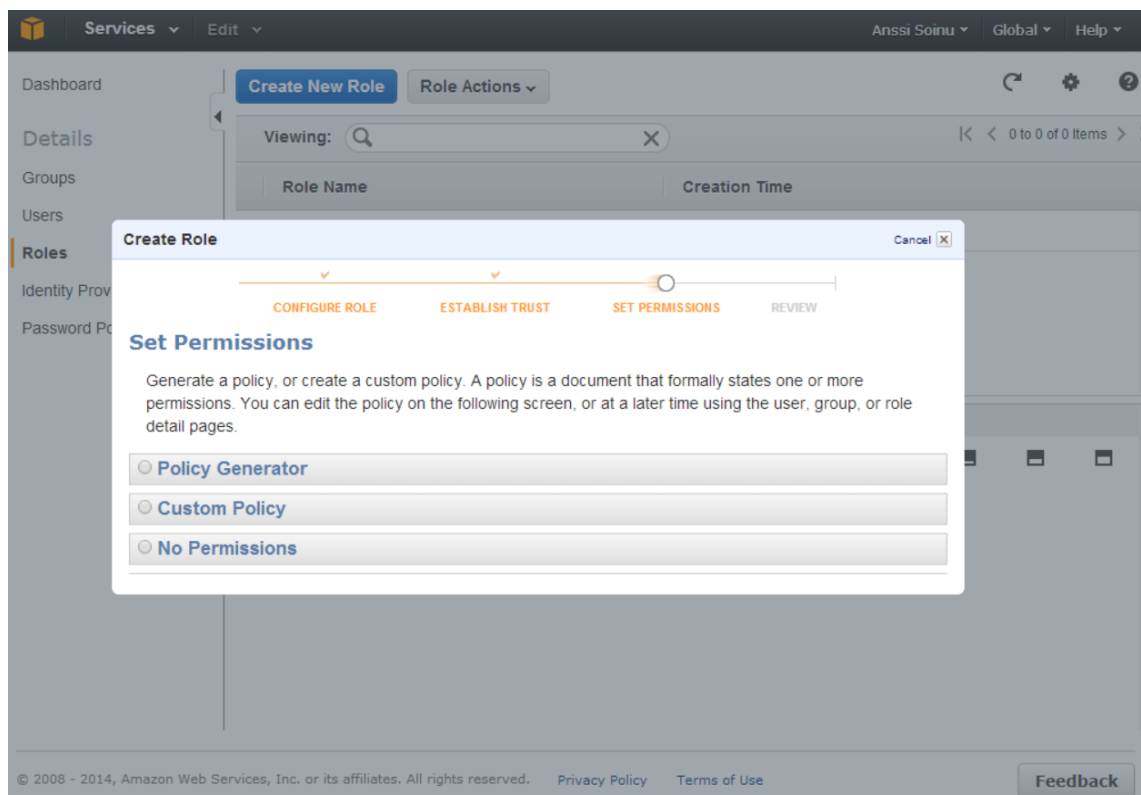 Services Edit Anssi Soinu Global Help
Dashboard
Create New Role Role Actions
Details
Viewing:
0 to 0 of 0 Items
Groups
Role Name Creation Time
Users
Roles
Identity Prov
Password Po
Create Role Cancel
CONFIGURE ROLE ESTABLISH TRUST SET PERMISSIONS REVIEW
Set Permissions
Generate a policy, or create a custom policy. A policy is a document that formally states one or more
permissions. You can edit the policy on the following screen, or at a later time using the user, group, or role
detail pages.
Policy Generator
Custom Policy
No Permissions
© 2008 - 2014, Amazon Web Services, Inc. or its affiliates. All rights reserved. Privacy Policy Terms of Use
Feedback